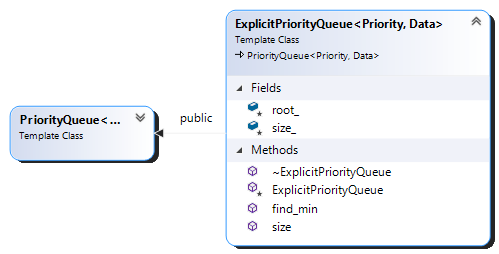 ExplicitPriorityQueue<Priority, Data>
Template Class
PriorityQueue<Priority, Data>
Fields
root_
size_
Methods
~ExplicitPriorityQueue
ExplicitPriorityQueue
find_min
size
public
PriorityQueue< ...
Template Class